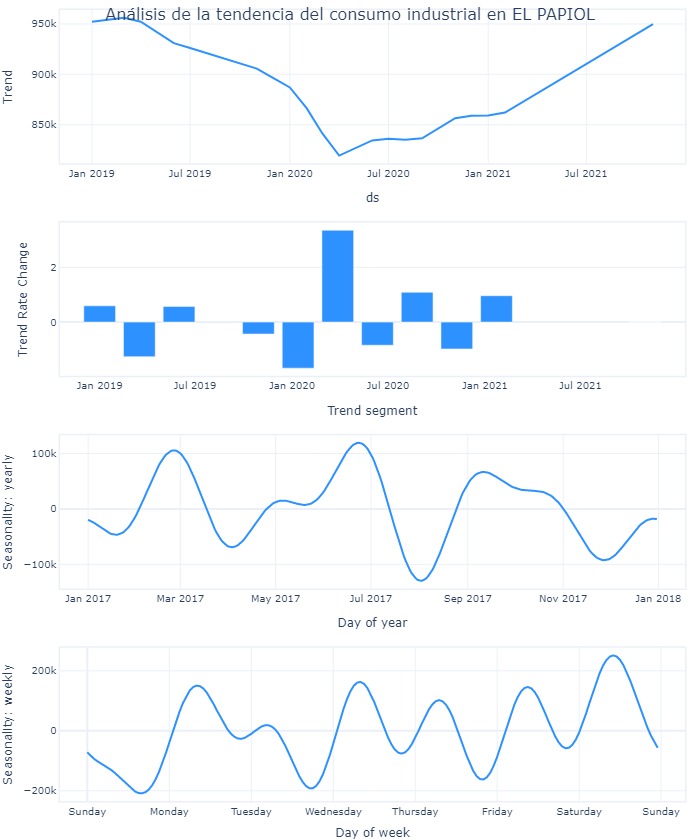 Análisis de la tendencia del consumo industrial en EL PAPIOL
950k
900k
850k
Trend
Jan 2019 Jul 2019 Jan 2020 Jul 2020 Jan 2021 Jul 2021
ds
2
0
Trend Rate Change
Jan 2019 Jul 2019 Jan 2020 Jul 2020 Jan 2021 Jul 2021
Trend segment
100k
0
−100k
Seasonality: yearly
Jan 2017 Mar 2017 May 2017 Jul 2017 Sep 2017 Nov 2017 Jan 2018
Day of year
200k
0
−200k
Seasonality: weekly
Sunday Monday Tuesday Wednesday Thursday Friday Saturday Sunday
Day of week